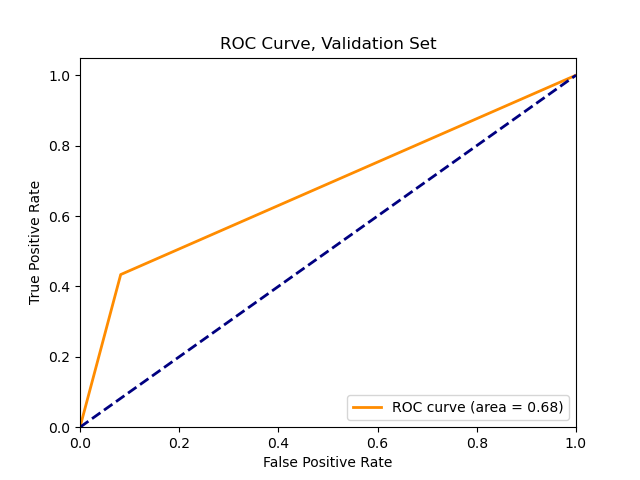 ROC Curve, Validation Set
1.0
0.8
0.6
0.4
0.2
0.0
True Positive Rate
ROC curve (area = 0.68)
0.0 0.2 0.4 0.6 0.8 1.0
False Positive Rate